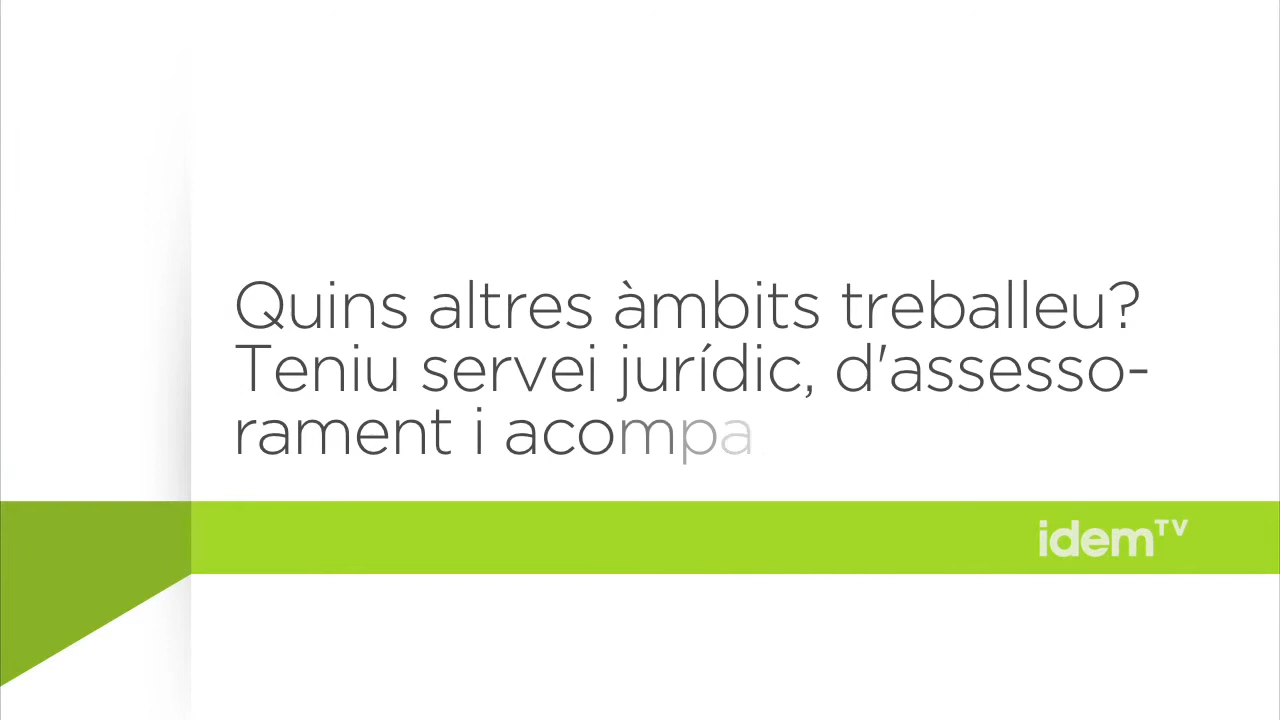 Quins altres àmbits treballeu?
Teniu servei jurídic, d'assesso-
rament i acompa
idemTV